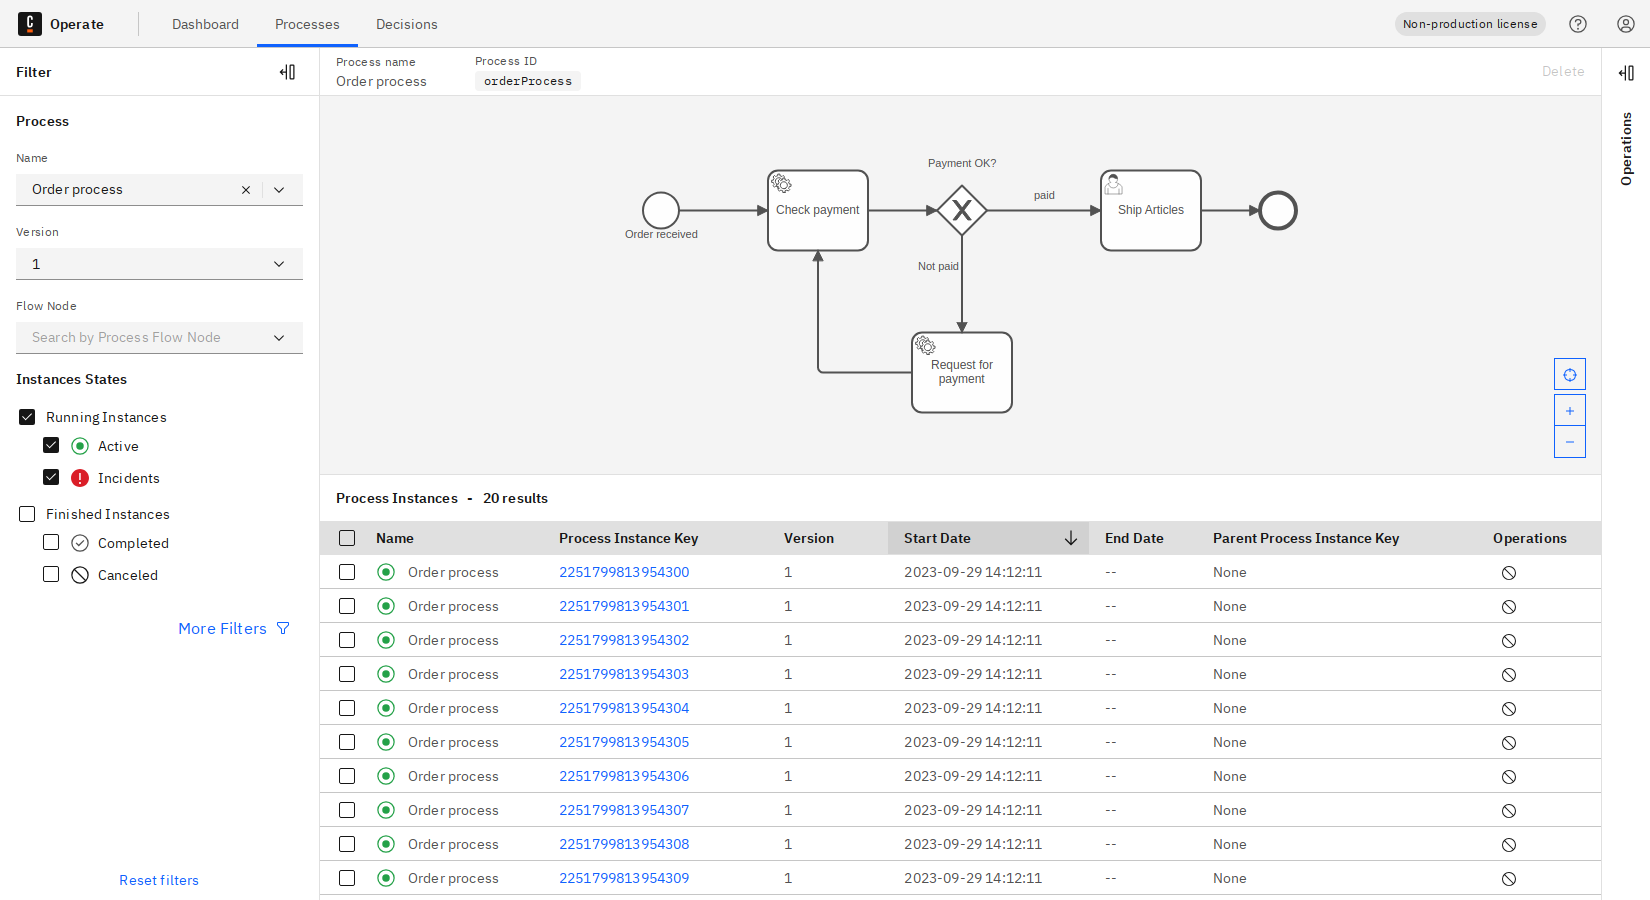 C Operate Dashboard Processes Decisions Non-production license
Filter
Process
Name
Order process
Version
1
Flow Node
Search by Process Flow Node
Instances States
Running Instances
Active
Incidents
Finished Instances
Completed
Canceled
More Filters
Reset filters
Process name Process ID
Order process orderProcess
Delete
Operations
Payment OK?
paid
Check payment
Ship Articles
Order received
Not paid
Request for
payment
Process Instances - 20 results
Name Process Instance Key Version Start Date End Date Parent Process Instance Key Operations
Order process 2251799813954300 1 2023-09-29 14:12:11 -- None
Order process 2251799813954301 1 2023-09-29 14:12:11 -- None
Order process 2251799813954302 1 2023-09-29 14:12:11 -- None
Order process 2251799813954303 1 2023-09-29 14:12:11 -- None
Order process 2251799813954304 1 2023-09-29 14:12:11 -- None
Order process 2251799813954305 1 2023-09-29 14:12:11 -- None
Order process 2251799813954306 1 2023-09-29 14:12:11 -- None
Order process 2251799813954307 1 2023-09-29 14:12:11 -- None
Order process 2251799813954308 1 2023-09-29 14:12:11 -- None
Order process 2251799813954309 1 2023-09-29 14:12:11 -- None